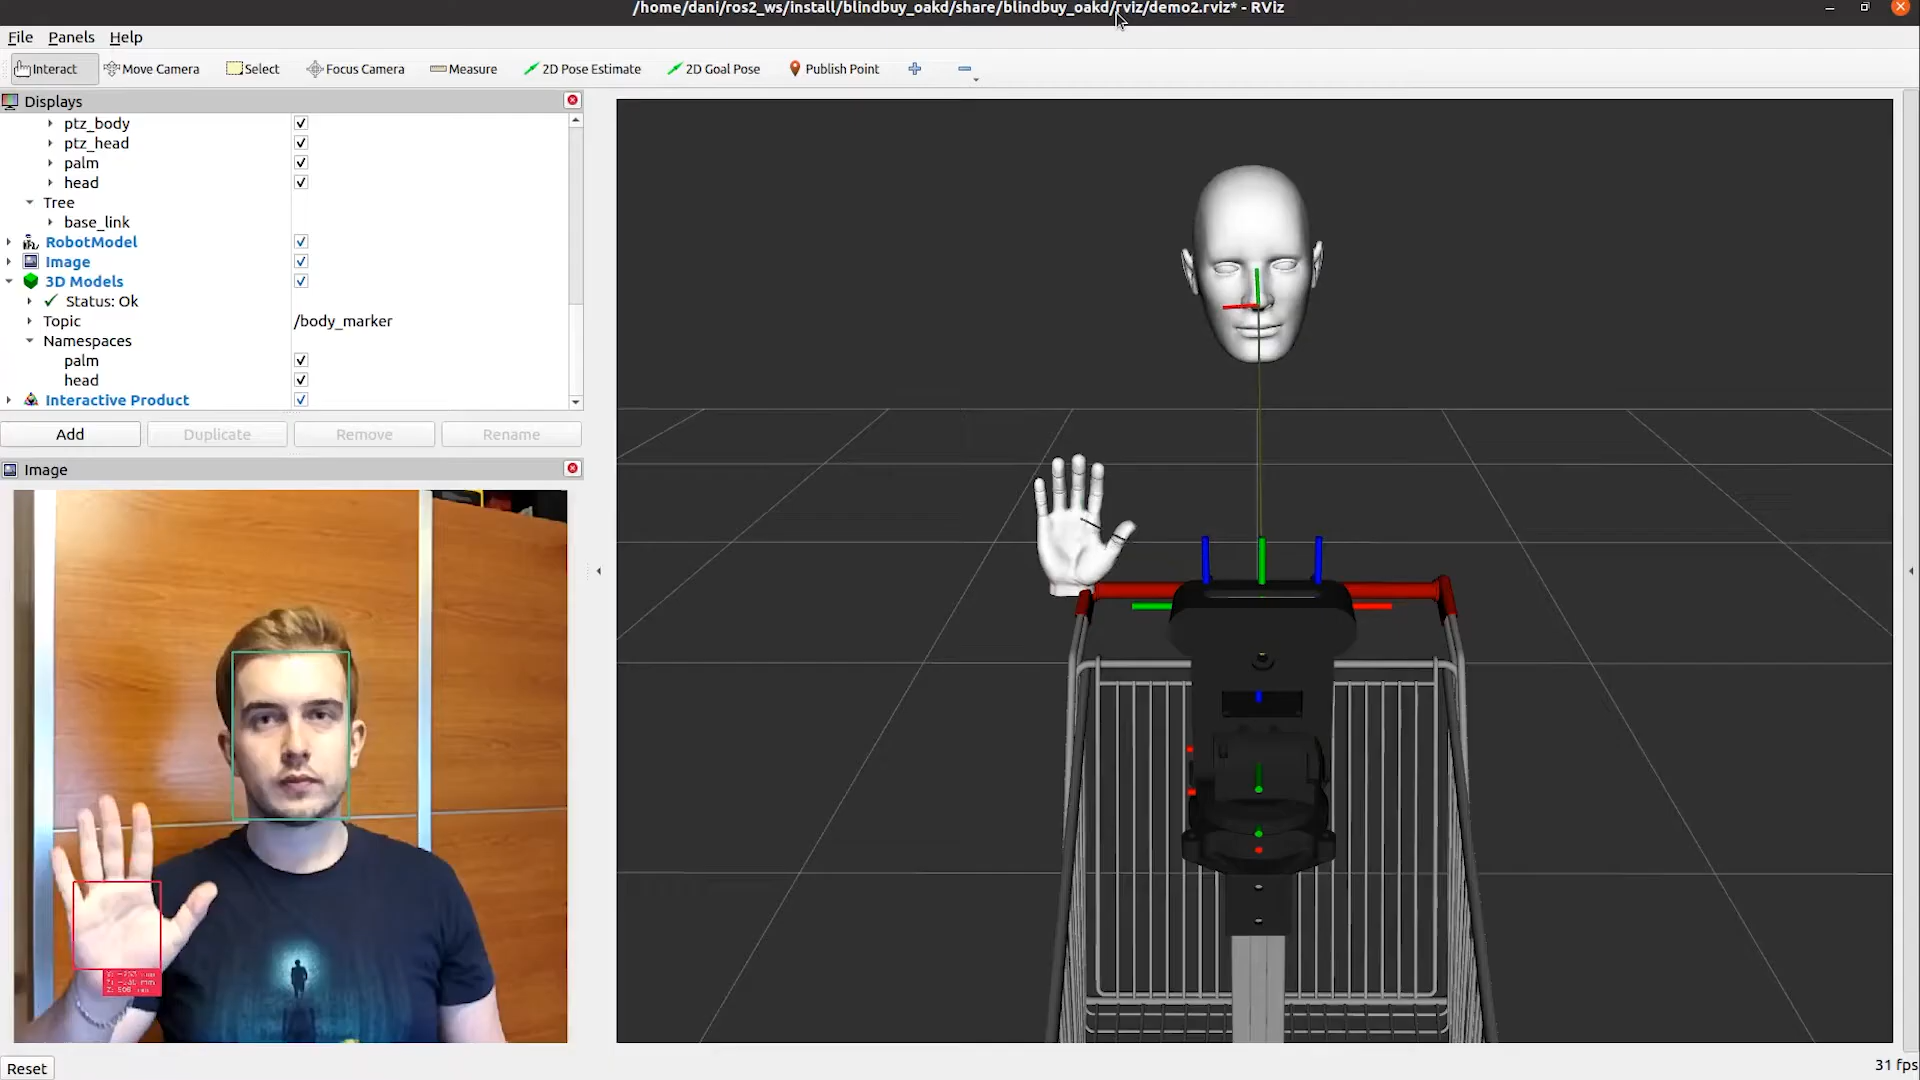 /home/dani/ros2_ws/install/blindbuy_oakd/share/blindbuy_oakd/rviz/demo2.rviz* - RViz
File Panels Help
Interact Move Camera Select Focus Camera Measure 2D Pose Estimate 2D Goal Pose Publish Point
Displays
ptz_body
ptz_head
palm
head
Tree
base_link
RobotModel
Image
3D Models
Status: Ok
Topic /body_marker
Namespaces
palm
head
Interactive Product
Add Duplicate Remove Rename
Image
Reset
31 fps